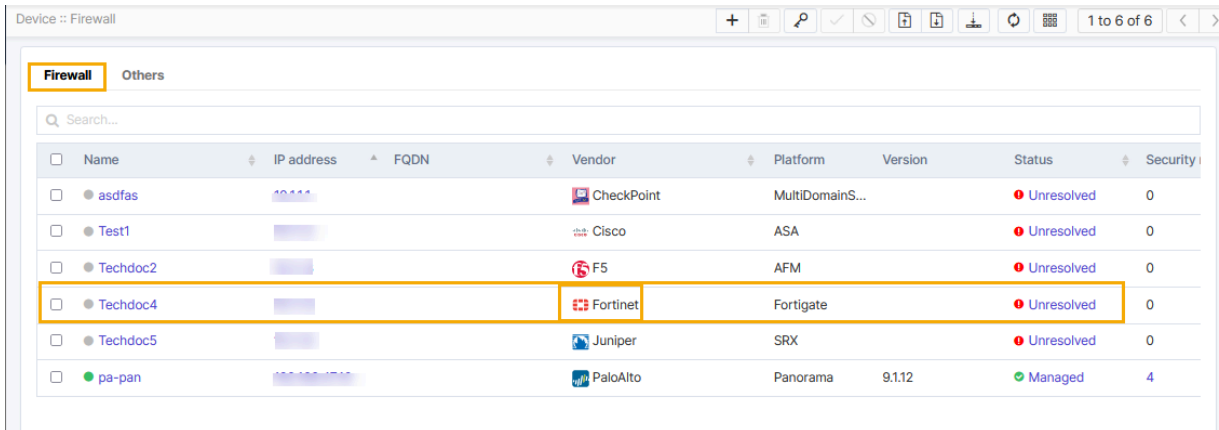 Device :: Firewall 1 to 6 of 6
Firewall Others
Search...
Name IP address FQDN Vendor Platform Version Status Security
asdfas CheckPoint MultiDomainS... Unresolved 0
Test1 Cisco ASA Unresolved 0
Techdoc2 F5 AFM Unresolved 0
Techdoc4 Fortinet Fortigate Unresolved 0
Techdoc5 Juniper SRX Unresolved 0
pa-pan PaloAlto Panorama 9.1.12 Managed 4